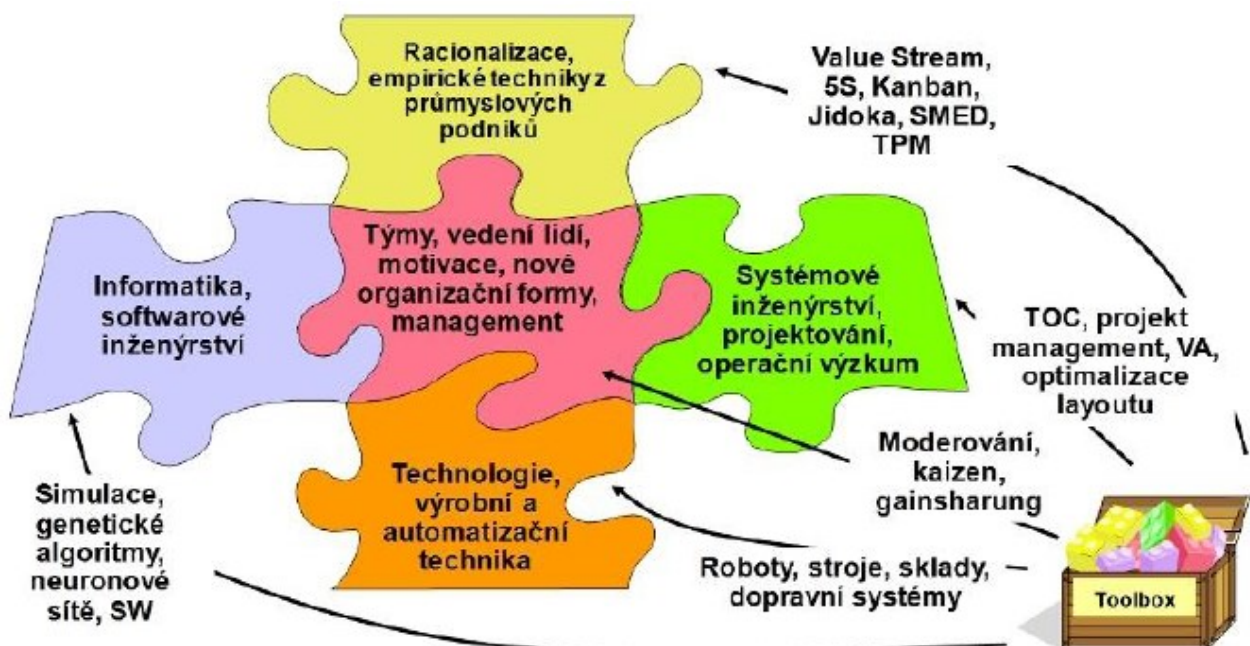 Racionalizace,
empirické techniky z
průmyslových
podniků
Value Stream,
5S, Kanban,
Jidoka, SMED,
TPM
Informatika,
softwarové
inženýrství
Týmy, vedení lidí,
motivace, nové
organizační formy,
management
Systémové
inženýrství,
projektování,
operační výzkum
TOC, projekt
management, VA,
optimalizace
layoutu
Technologie,
výrobní a
automatizační
technika
Moderování,
kaizen,
gainsharung
Simulace,
genetické
algoritmy,
neuronové
sítě, SW
Roboty, stroje, sklady,
dopravní systémy
Toolbox